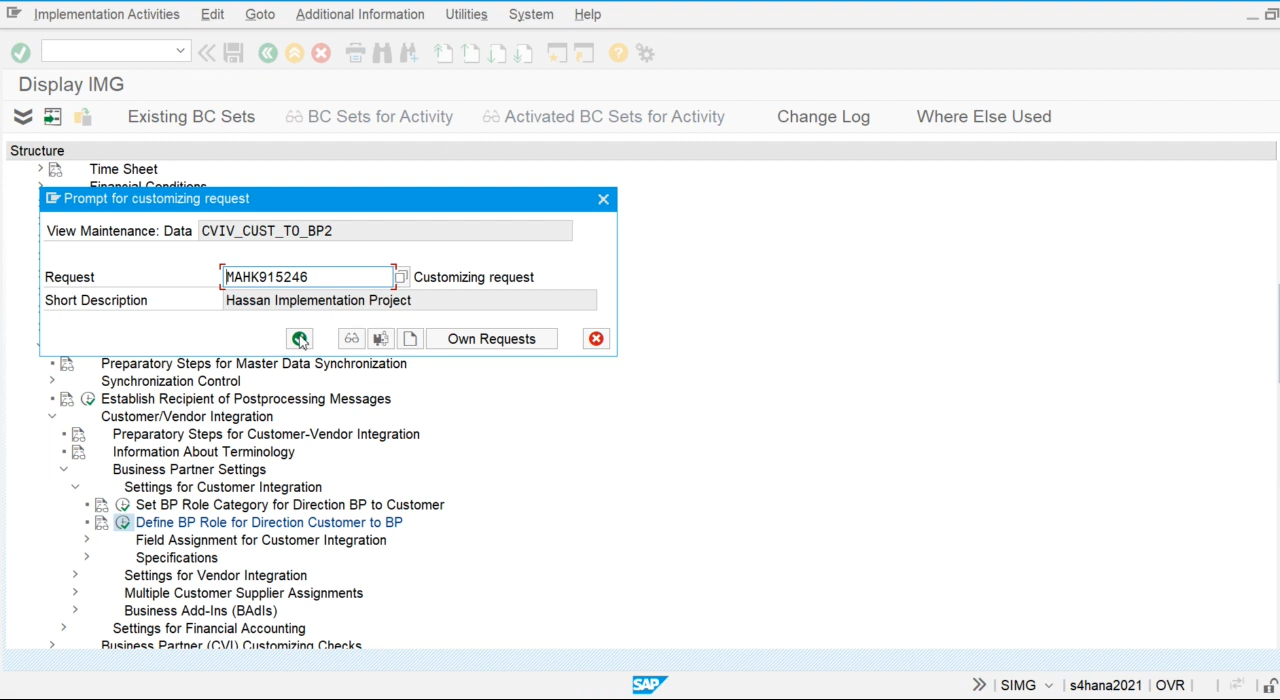 Implementation Activities Edit Goto Additional Information Utilities System Help
Display IMG
Existing BC Sets BC Sets for Activity Activated BC Sets for Activity Change Log Where Else Used
Structure
Time Sheet
Financial Conditions
Prompt for customizing request
View Maintenance: Data CVIV_CUST_TO_BP2
Request MAHK915246 Customizing request
Short Description Hassan Implementation Project
Own Requests
Preparatory Steps for Master Data Synchronization
Synchronization Control
Establish Recipient of Postprocessing Messages
Customer/Vendor Integration
Preparatory Steps for Customer-Vendor Integration
Information About Terminology
Business Partner Settings
Settings for Customer Integration
Set BP Role Category for Direction BP to Customer
Define BP Role for Direction Customer to BP
Field Assignment for Customer Integration
Specifications
Settings for Vendor Integration
Multiple Customer Supplier Assignments
Business Add-Ins (BAdIs)
Settings for Financial Accounting
Business Partner (CVI) Customizing Checks
SAP SIMG s4hana2021 OVR